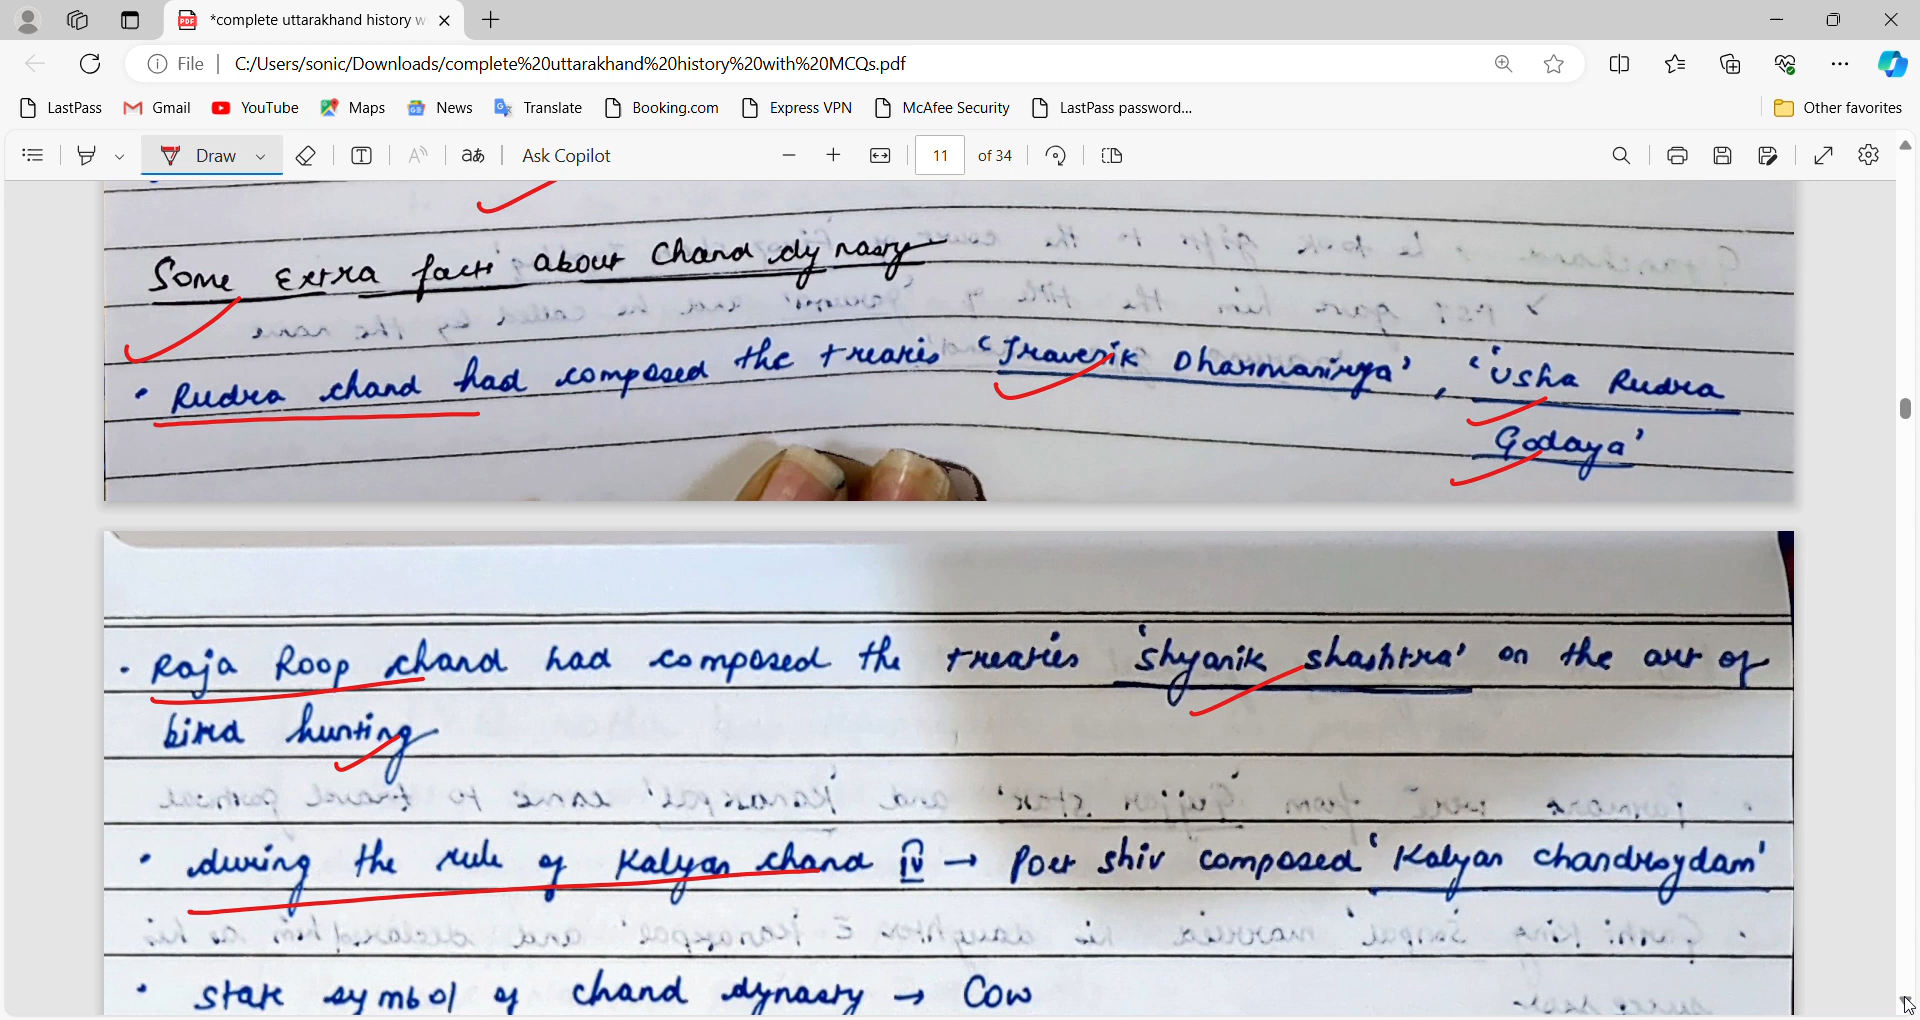 *complete uttarakhand history w
File C:/Users/sonic/Downloads/complete%20uttarakhand%20history%20with%20MCQs.pdf
LastPass Gmail YouTube Maps News Translate Booking.com Express VPN McAfee Security LastPass password... Other favorites
Draw Ask Copilot 11 of 34
Some Extra facts about Chand dynasty
• Rudra chand had composed the treaties 'Traverik Dharmanirya', 'Usha Rudra
Godaya'
• Raja Roop chand had composed the treaties 'Shyanik shashtra' on the art of
bird hunting
• during the rule of Kalyan chand IV → Poet shiv composed 'Kalyan chandroydam'
• state symbol of chand dynasty → Cow